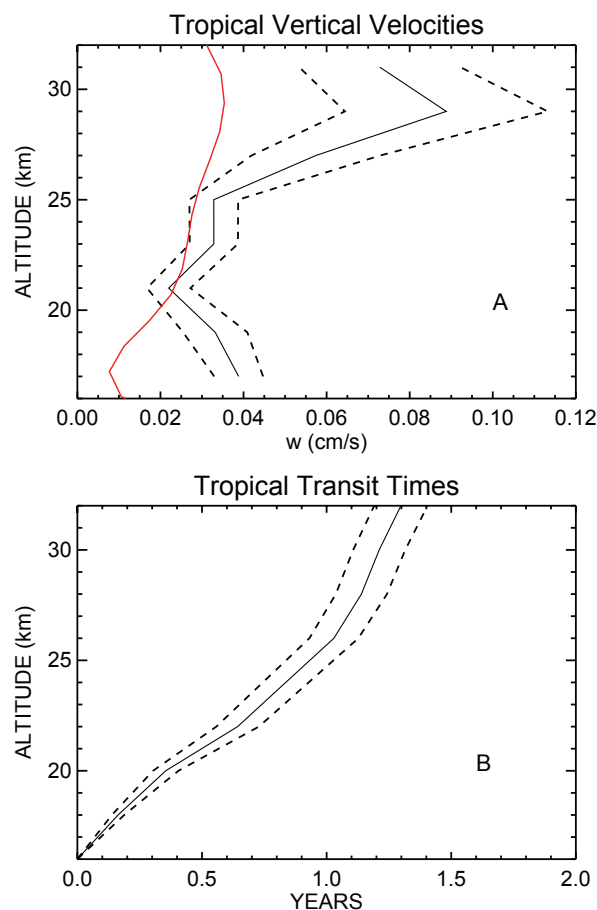 Tropical Vertical Velocities
30
25
20
ALTITUDE (km)
A
0.00 0.02 0.04 0.06 0.08 0.10 0.12
w (cm/s)
Tropical Transit Times
30
25
20
ALTITUDE (km)
B
0.0 0.5 1.0 1.5 2.0
YEARS